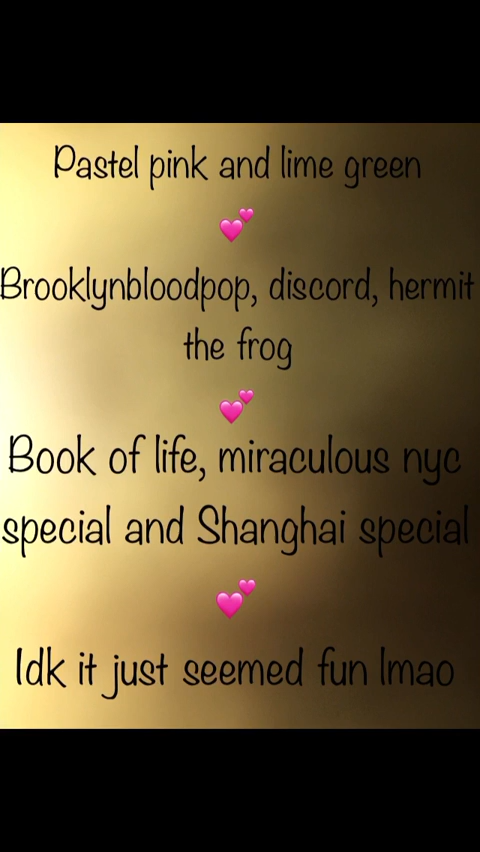 Pastel pink and lime green
💕
Brooklynbloodpop, discord, hermit
the frog
💕
Book of life, miraculous nyc
special and Shanghai special
💕
Idk it just seemed fun lmao